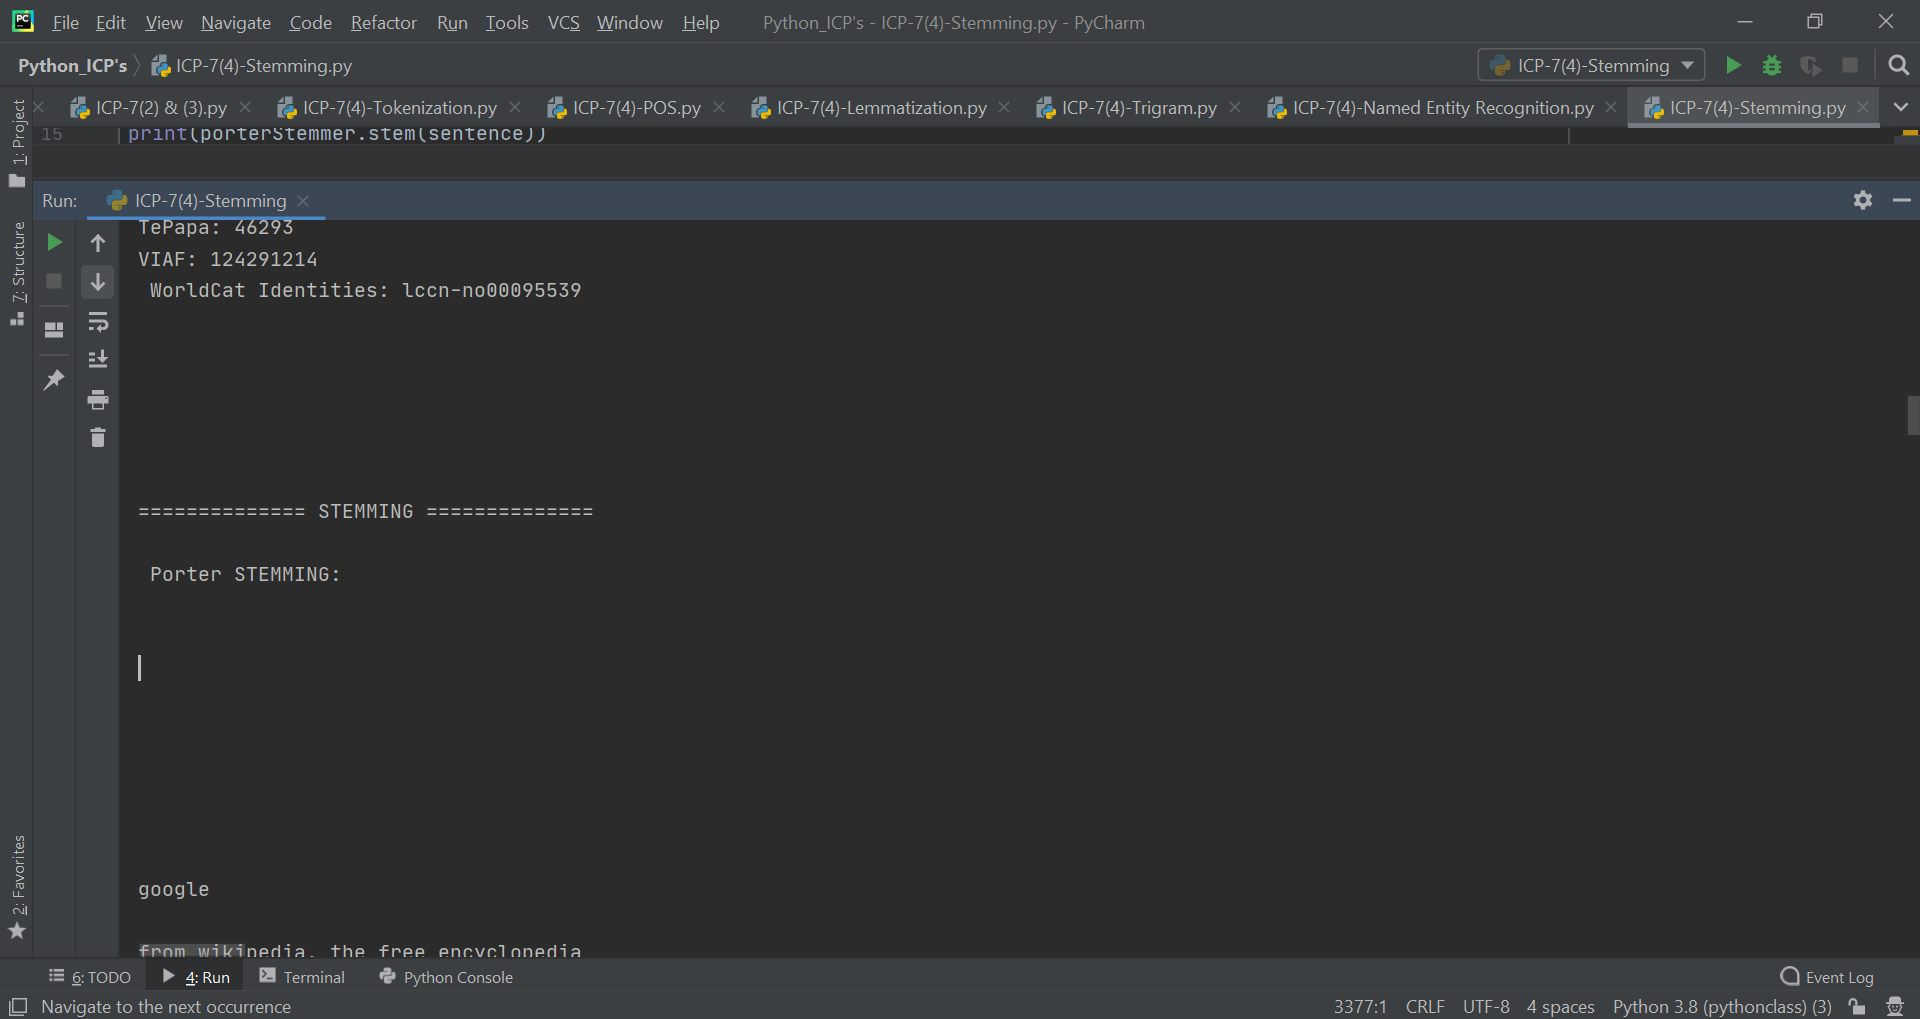 PC File Edit View Navigate Code Refactor Run Tools VCS Window Help Python_ICP's - ICP-7(4)-Stemming.py - PyCharm
Python_ICP's ICP-7(4)-Stemming.py ICP-7(4)-Stemming
ICP-7(2) & (3).py ICP-7(4)-Tokenization.py ICP-7(4)-POS.py ICP-7(4)-Lemmatization.py ICP-7(4)-Trigram.py ICP-7(4)-Named Entity Recognition.py ICP-7(4)-Stemming.py
1: Project
15 print(porterStemmer.stem(sentence))
Run: ICP-7(4)-Stemming
7: Structure
TePapa: 46293
VIAF: 124291214
WorldCat Identities: lccn-no00095539
============== STEMMING ==============
Porter STEMMING:
2: Favorites
google
from wikipedia, the free encyclopedia
6: TODO 4: Run Terminal Python Console Event Log
Navigate to the next occurrence 3377:1 CRLF UTF-8 4 spaces Python 3.8 (pythonclass) (3)